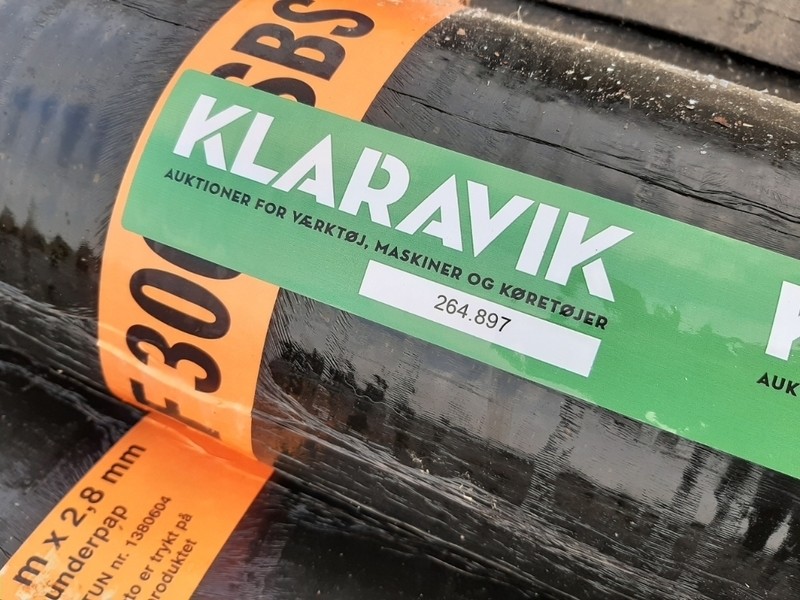 SBS
KLARAVIK
AUKTIONER FOR VÆRKTØJ, MASKINER OG KØRETØJER
264.897
K
AUK
F300
m x 2,8 mm
underpap
TUN nr. 1380604
to er trykt på
produktet